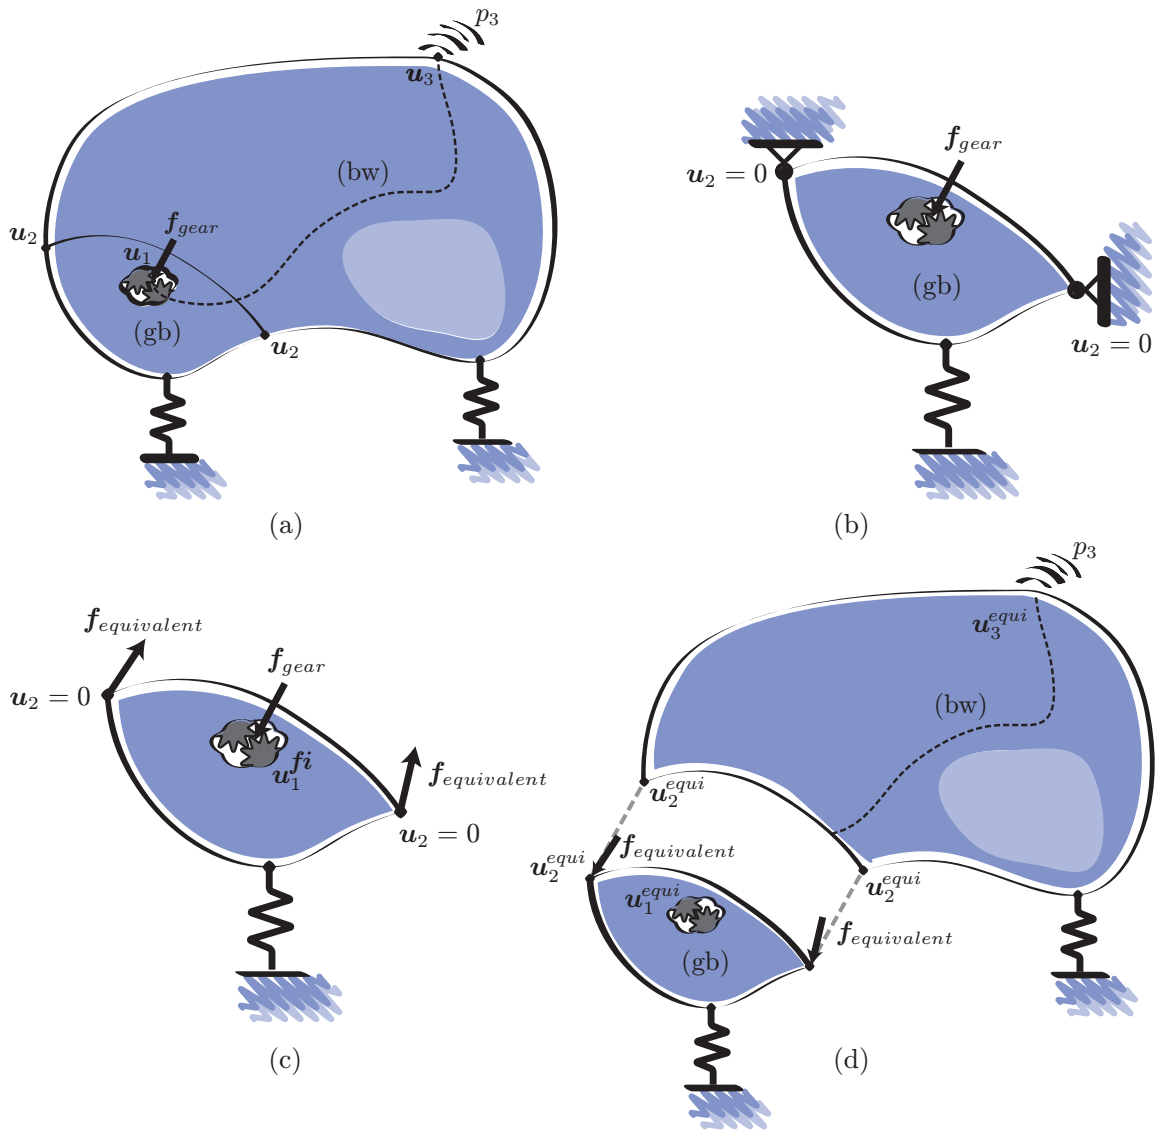 p₃
u₃
(bw)
f_gear
u₂
u₁
(gb)
u₂
(a)
f_gear
u₂ = 0
(gb)
u₂ = 0
(b)
f_equivalent
f_gear
u₂ = 0
u₁^fi
f_equivalent
u₂ = 0
(c)
p₃
u₃^equi
(bw)
u₂^equi
f_equivalent
u₂^equi
u₂^equi
u₁^equi
f_equivalent
(gb)
(d)